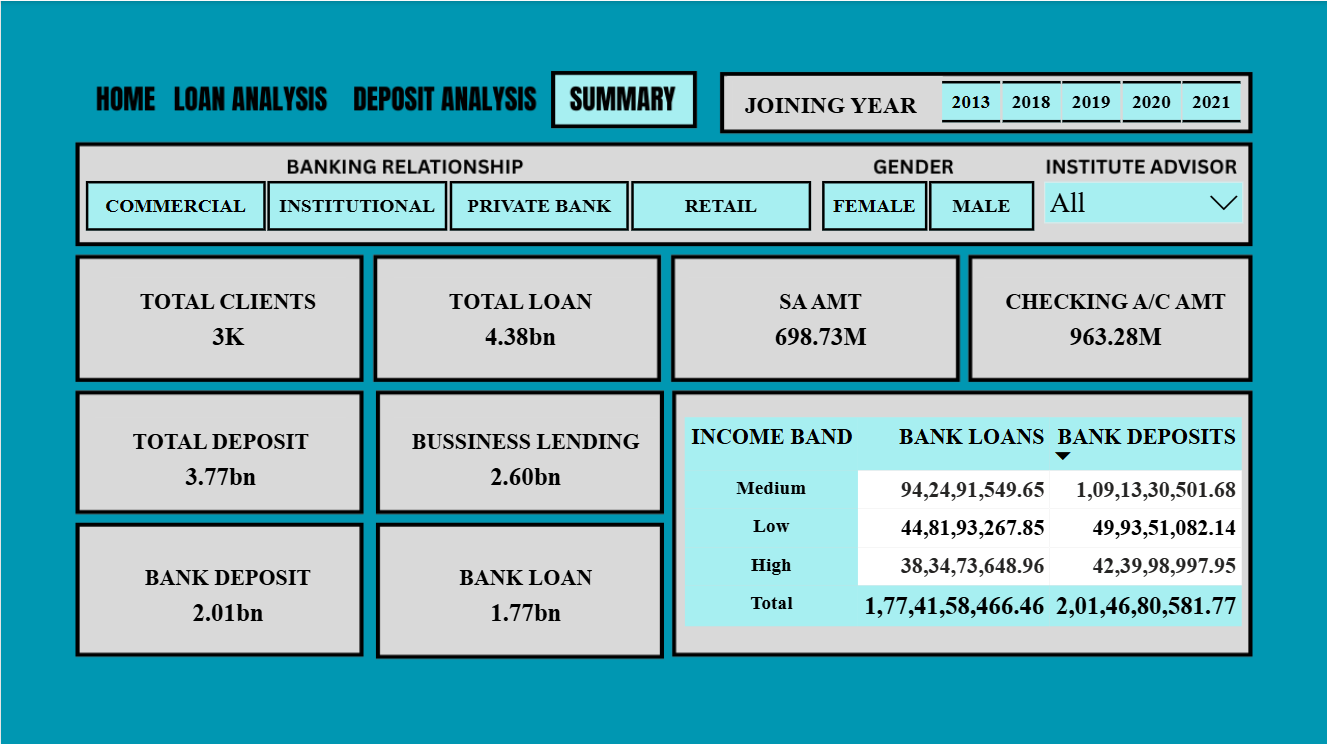 HOME LOAN ANALYSIS DEPOSIT ANALYSIS SUMMARY
JOINING YEAR 2013 2018 2019 2020 2021
BANKING RELATIONSHIP GENDER INSTITUTE ADVISOR
COMMERCIAL INSTITUTIONAL PRIVATE BANK RETAIL FEMALE MALE All
TOTAL CLIENTS
3K
TOTAL LOAN
4.38bn
SA AMT
698.73M
CHECKING A/C AMT
963.28M
TOTAL DEPOSIT
3.77bn
BUSSINESS LENDING
2.60bn
BANK DEPOSIT
2.01bn
BANK LOAN
1.77bn
INCOME BAND BANK LOANS BANK DEPOSITS
Medium 94,24,91,549.65 1,09,13,30,501.68
Low 44,81,93,267.85 49,93,51,082.14
High 38,34,73,648.96 42,39,98,997.95
Total 1,77,41,58,466.46 2,01,46,80,581.77